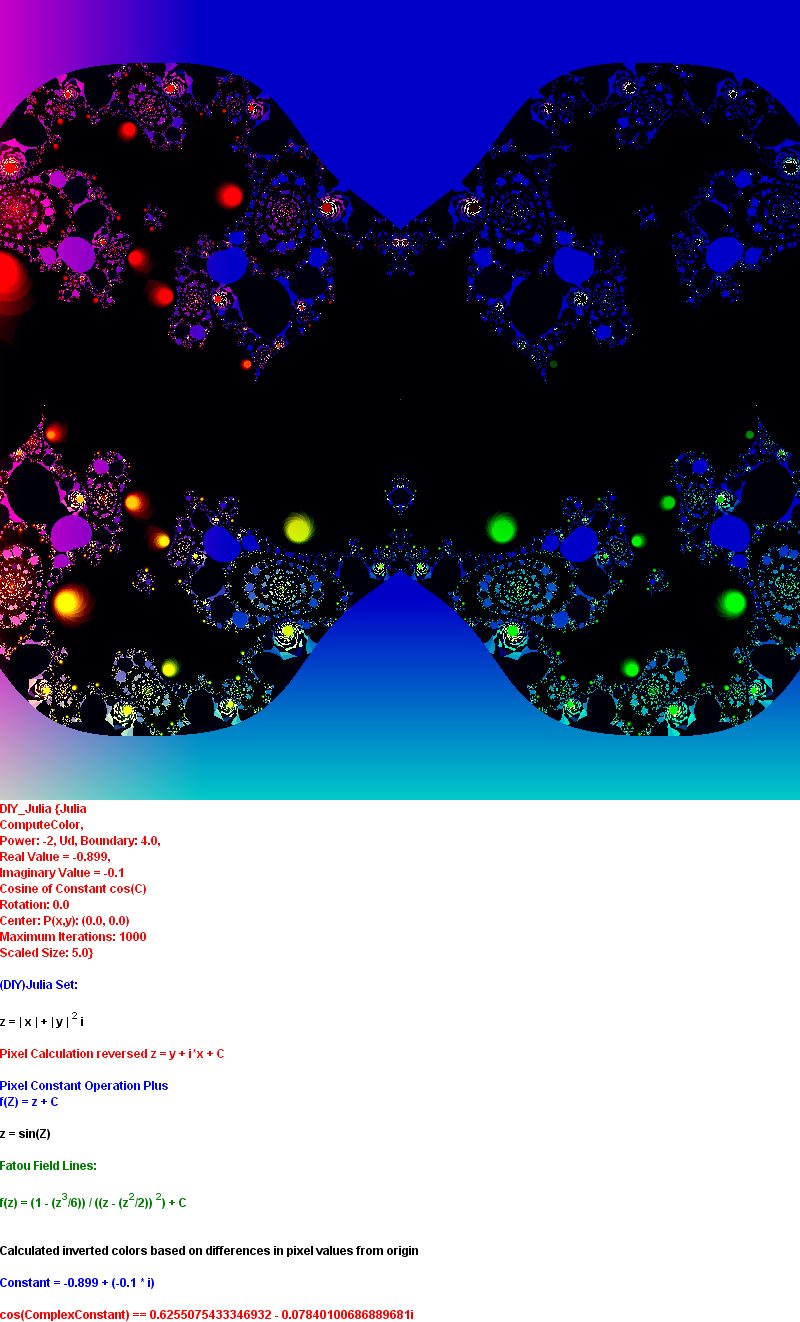 DIY_Julia {Julia
ComputeColor,
Power: -2, Ud, Boundary: 4.0,
Real Value = -0.899,
Imaginary Value = -0.1
Cosine of Constant cos(C)
Rotation: 0.0
Center: P(x,y): (0.0, 0.0)
Maximum Iterations: 1000
Scaled Size: 5.0}
(DIY)Julia Set:
z = | x | + | y | ² i
Pixel Calculation reversed z = y + i*x + C
Pixel Constant Operation Plus
f(Z) = z + C
z = sin(Z)
Fatou Field Lines:
f(z) = (1 - (z³/6)) / ((z - (z²/2)) ²) + C
Calculated inverted colors based on differences in pixel values from origin
Constant = -0.899 + (-0.1 * i)
cos(ComplexConstant) == 0.6255075433346932 - 0.07840100686889681i